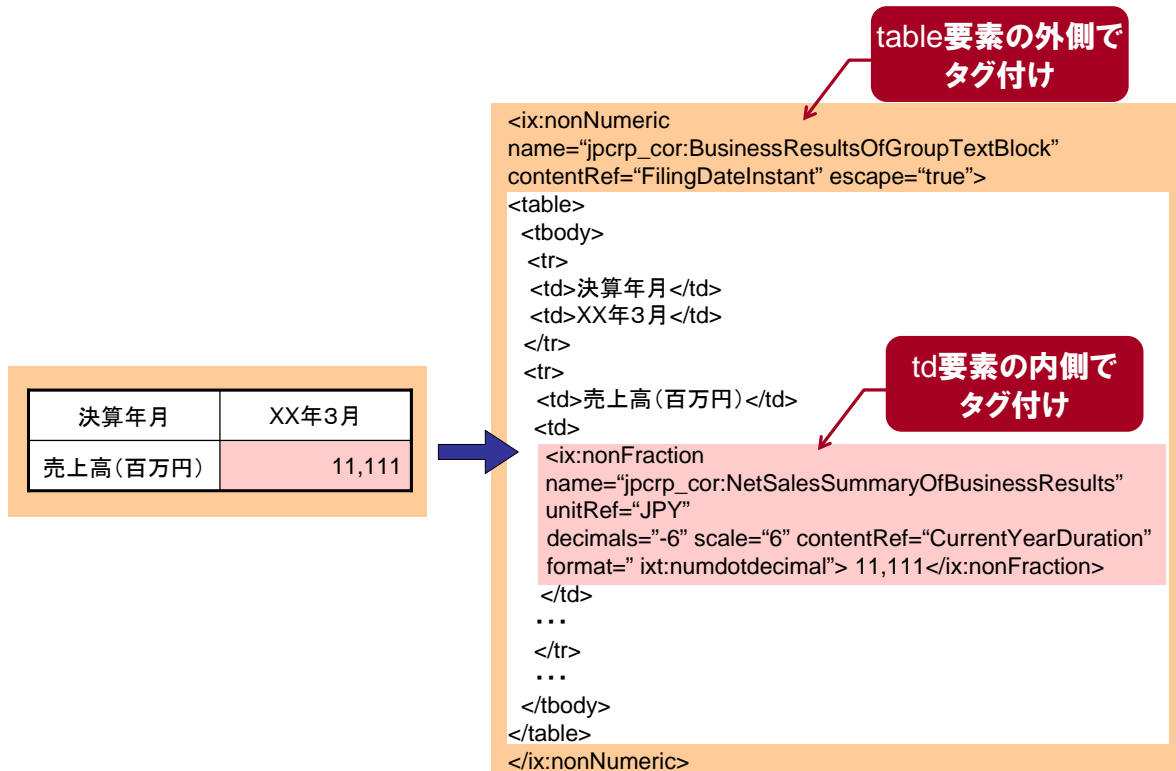 table要素の外側で
タグ付け
<ix:nonNumeric
name=“jpcrp_cor:BusinessResultsOfGroupTextBlock”
contentRef=“FilingDateInstant” escape=“true”>
<table>
<tbody>
<tr>
<td>決算年月</td>
<td>XX年3月</td>
</tr>
<tr>
td要素の内側で
タグ付け
<td>売上高(百万円)</td>
<td>
<ix:nonFraction
name=“jpcrp_cor:NetSalesSummaryOfBusinessResults”
unitRef=“JPY”
decimals=”-6” scale=“6” contentRef=“CurrentYearDuration”
format=” ixt:numdotdecimal”> 11,111</ix:nonFraction>
</td>
・・・
</tr>
・・・
</tbody>
</table>
</ix:nonNumeric>
決算年月 XX年3月
売上高(百万円) 11,111